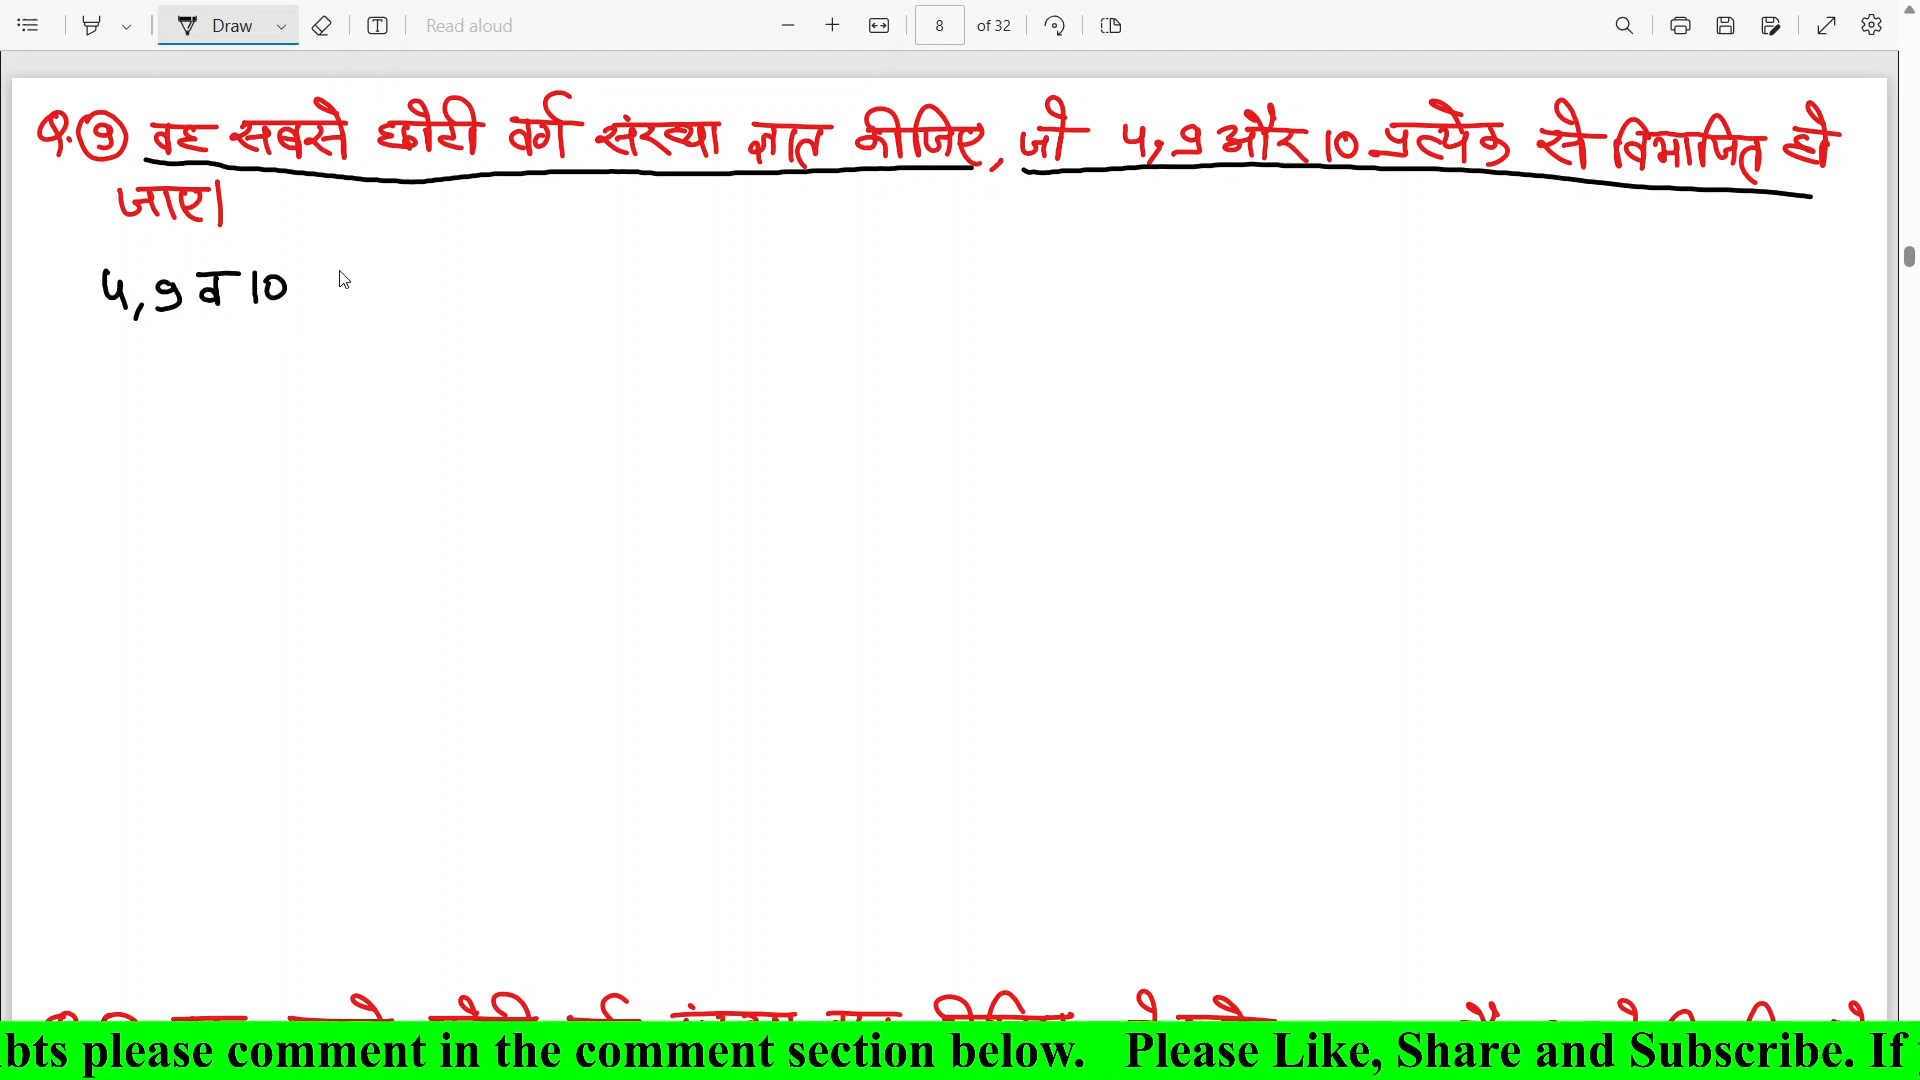 Draw
Read aloud
8 of 32
Q.9 वह सबसे छोटी वर्ग संख्या ज्ञात कीजिए, जो 4, 9 और 10 प्रत्येक से विभाजित हो
जाए।
4, 9 व 10
bts please comment in the comment section below. Please Like, Share and Subscribe. If